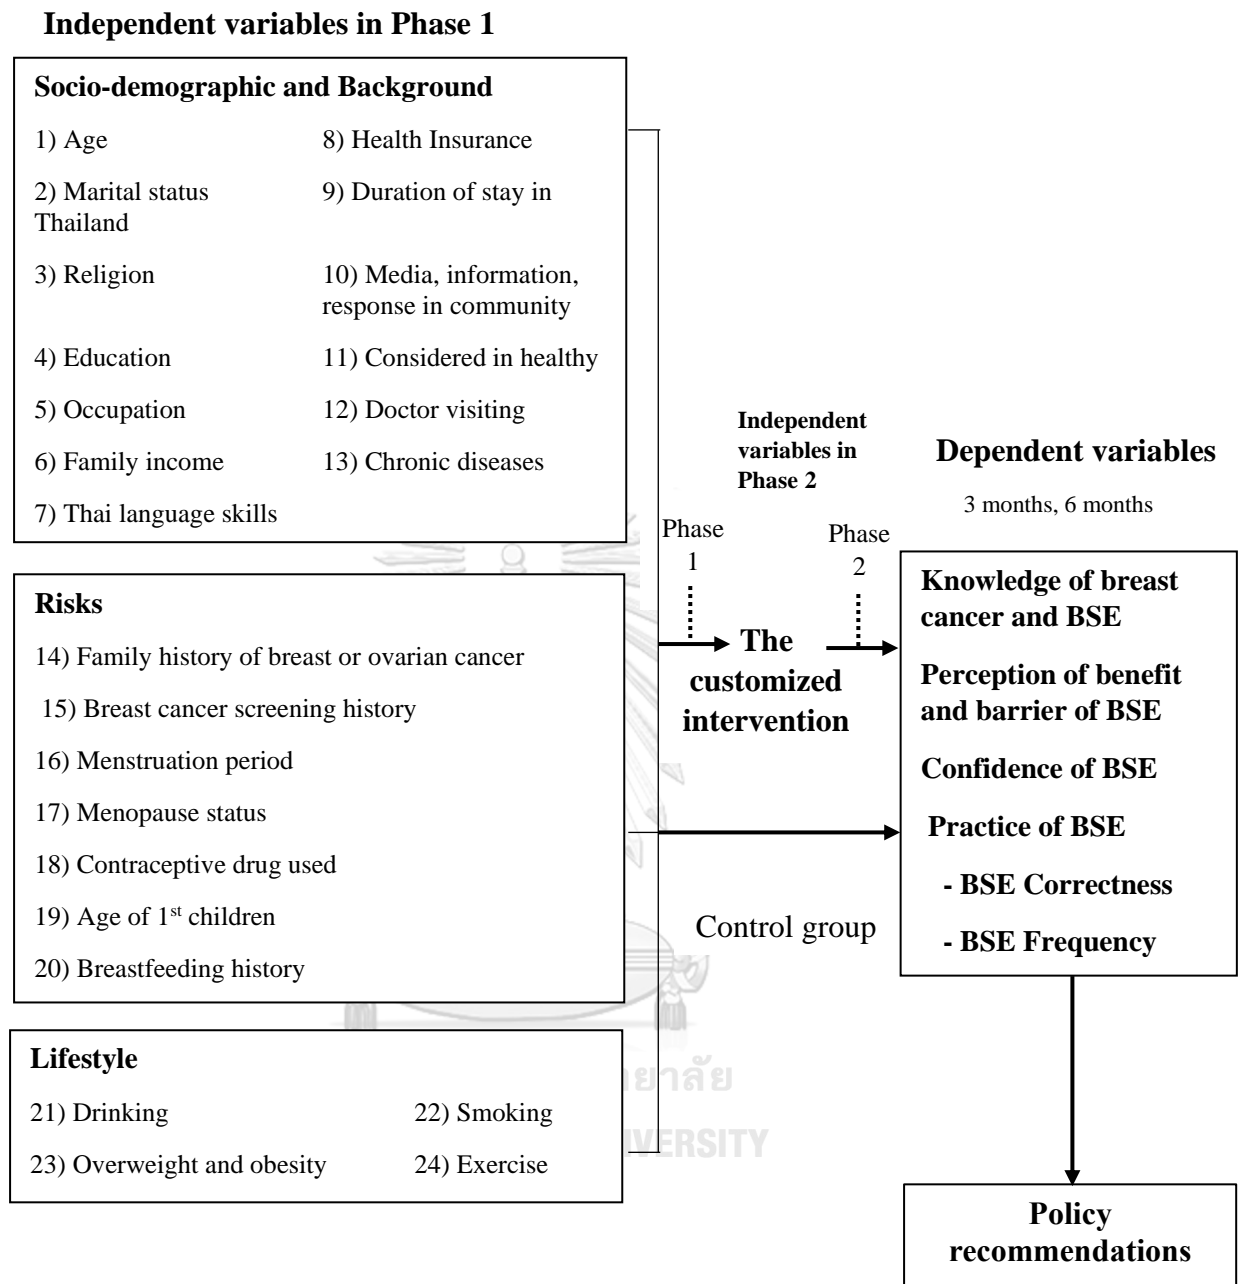 Independent variables in Phase 1
Socio-demographic and Background
1) Age 8) Health Insurance
2) Marital status 9) Duration of stay in
Thailand
3) Religion 10) Media, information,
response in community
4) Education 11) Considered in healthy
5) Occupation 12) Doctor visiting
6) Family income 13) Chronic diseases
7) Thai language skills
Risks
14) Family history of breast or ovarian cancer
15) Breast cancer screening history
16) Menstruation period
17) Menopause status
18) Contraceptive drug used
19) Age of 1st children
20) Breastfeeding history
Lifestyle
21) Drinking 22) Smoking
23) Overweight and obesity 24) Exercise
Phase
1
The
customized
intervention
Independent
variables in
Phase 2
Phase
2
Control group
Dependent variables
3 months, 6 months
Knowledge of breast
cancer and BSE
Perception of benefit
and barrier of BSE
Confidence of BSE
Practice of BSE
- BSE Correctness
- BSE Frequency
Policy
recommendations